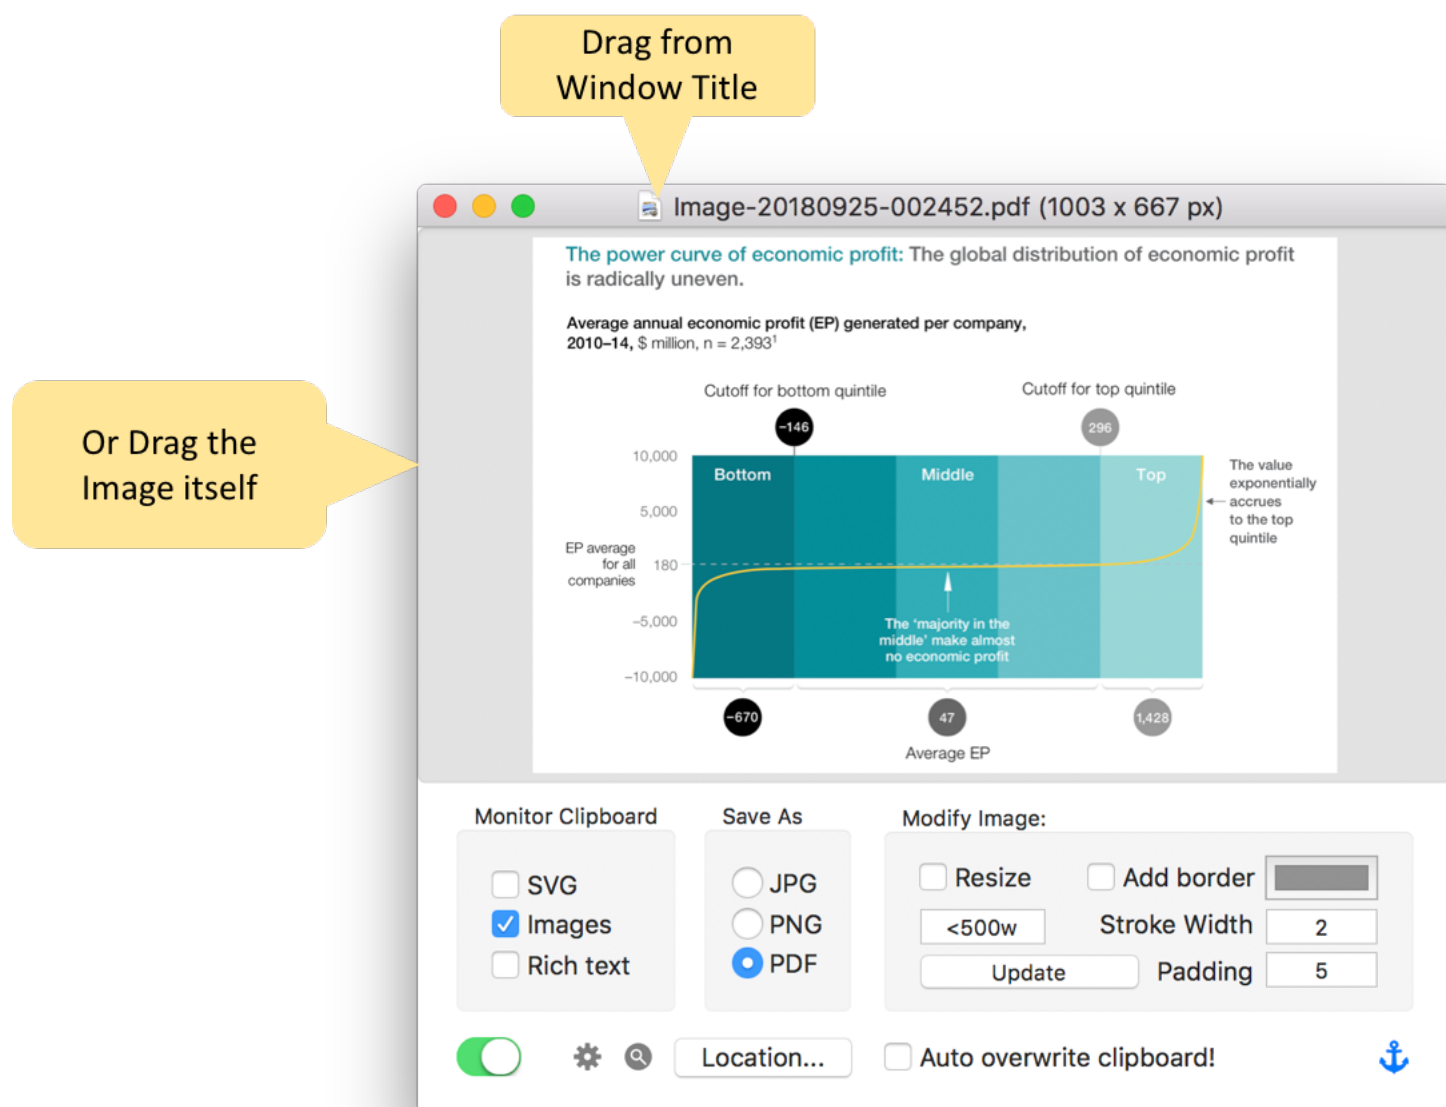 Drag from
Window Title
Image-20180925-002452.pdf (1003 x 667 px)
The power curve of economic profit: The global distribution of economic profit
is radically uneven.
Average annual economic profit (EP) generated per company,
2010–14, $ million, n = 2,393¹
Or Drag the
Image itself
Cutoff for bottom quintile
Cutoff for top quintile
−146
296
10,000
Bottom
Middle
Top
The value
exponentially
accrues
to the top
quintile
5,000
EP average
for all
companies
180
−5,000
The ‘majority in the
middle’ make almost
no economic profit
−10,000
−670
47
1,428
Average EP
Monitor Clipboard
SVG
Images
Rich text
Save As
JPG
PNG
PDF
Modify Image:
Resize
Add border
<500w
Stroke Width
2
Update
Padding
5
Location...
Auto overwrite clipboard!